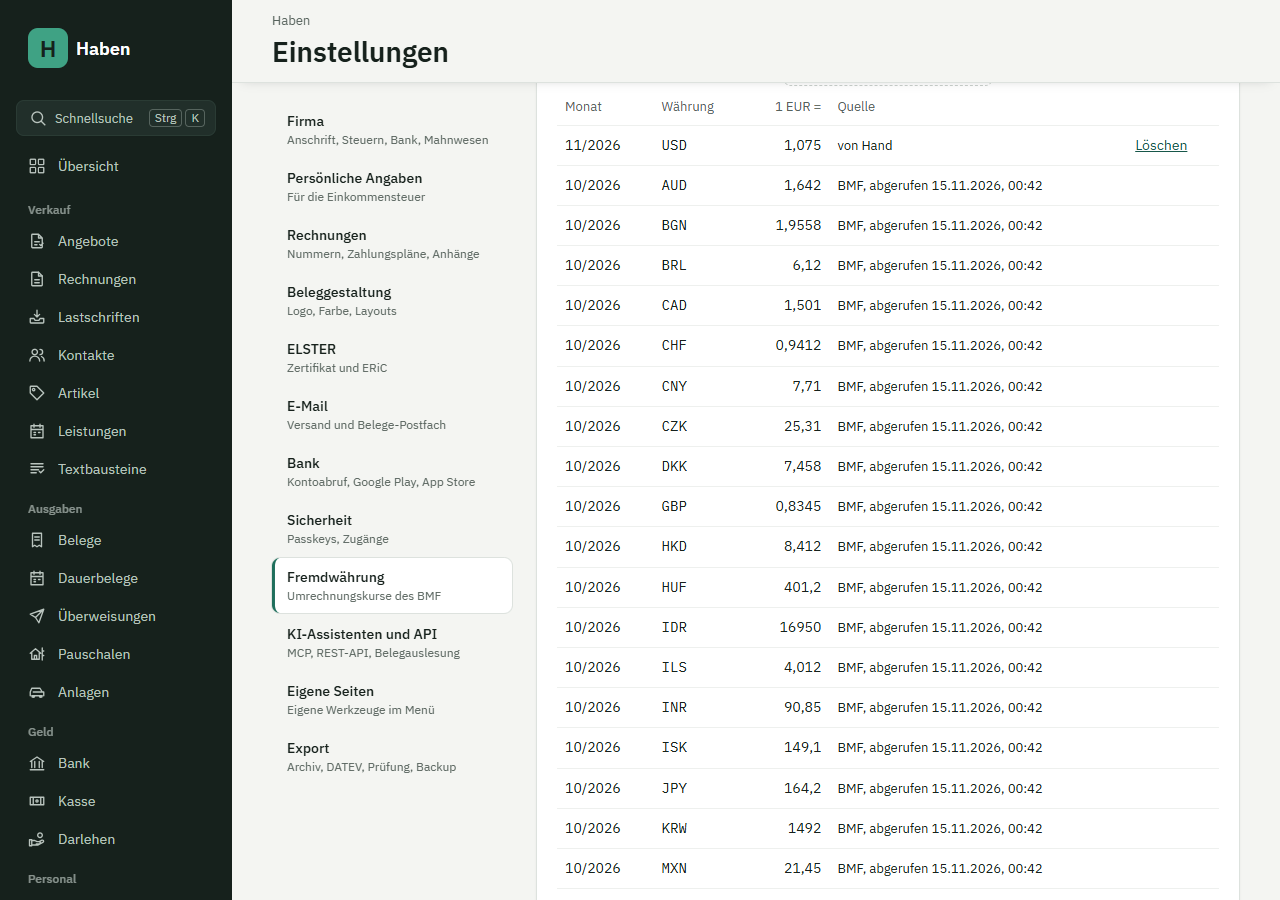 H Haben
Schnellsuche Strg K
Übersicht
Verkauf
Angebote
Rechnungen
Lastschriften
Kontakte
Artikel
Leistungen
Textbausteine
Ausgaben
Belege
Dauerbelege
Überweisungen
Pauschalen
Anlagen
Geld
Bank
Kasse
Darlehen
Personal
Haben
Einstellungen
Firma
Anschrift, Steuern, Bank, Mahnwesen
Persönliche Angaben
Für die Einkommensteuer
Rechnungen
Nummern, Zahlungspläne, Anhänge
Beleggestaltung
Logo, Farbe, Layouts
ELSTER
Zertifikat und ERiC
E-Mail
Versand und Belege-Postfach
Bank
Kontoabruf, Google Play, App Store
Sicherheit
Passkeys, Zugänge
Fremdwährung
Umrechnungskurse des BMF
KI-Assistenten und API
MCP, REST-API, Belegauslesung
Eigene Seiten
Eigene Werkzeuge im Menü
Export
Archiv, DATEV, Prüfung, Backup
Monat Währung 1 EUR = Quelle
11/2026 USD 1,075 von Hand Löschen
10/2026 AUD 1,642 BMF, abgerufen 15.11.2026, 00:42
10/2026 BGN 1,9558 BMF, abgerufen 15.11.2026, 00:42
10/2026 BRL 6,12 BMF, abgerufen 15.11.2026, 00:42
10/2026 CAD 1,501 BMF, abgerufen 15.11.2026, 00:42
10/2026 CHF 0,9412 BMF, abgerufen 15.11.2026, 00:42
10/2026 CNY 7,71 BMF, abgerufen 15.11.2026, 00:42
10/2026 CZK 25,31 BMF, abgerufen 15.11.2026, 00:42
10/2026 DKK 7,458 BMF, abgerufen 15.11.2026, 00:42
10/2026 GBP 0,8345 BMF, abgerufen 15.11.2026, 00:42
10/2026 HKD 8,412 BMF, abgerufen 15.11.2026, 00:42
10/2026 HUF 401,2 BMF, abgerufen 15.11.2026, 00:42
10/2026 IDR 16950 BMF, abgerufen 15.11.2026, 00:42
10/2026 ILS 4,012 BMF, abgerufen 15.11.2026, 00:42
10/2026 INR 90,85 BMF, abgerufen 15.11.2026, 00:42
10/2026 ISK 149,1 BMF, abgerufen 15.11.2026, 00:42
10/2026 JPY 164,2 BMF, abgerufen 15.11.2026, 00:42
10/2026 KRW 1492 BMF, abgerufen 15.11.2026, 00:42
10/2026 MXN 21,45 BMF, abgerufen 15.11.2026, 00:42